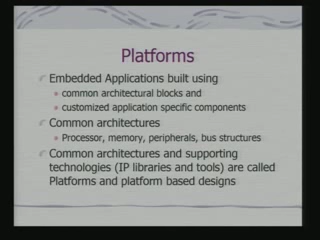 Platforms
Embedded Applications built using
common architectural blocks and
customized application specific components
Common architectures
Processor, memory, peripherals, bus structures
Common architectures and supporting
technologies (IP libraries and tools) are called
Platforms and platform based designs